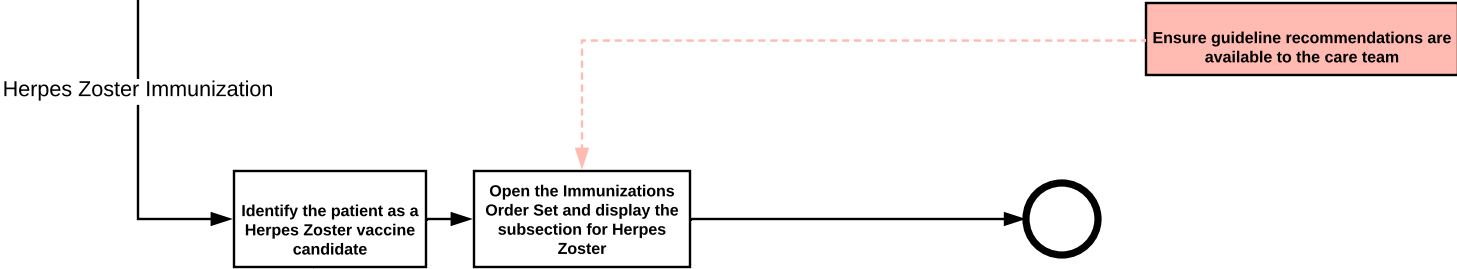 Ensure guideline recommendations are
available to the care team
Herpes Zoster Immunization
Identify the patient as a
Herpes Zoster vaccine
candidate
Open the Immunizations
Order Set and display the
subsection for Herpes
Zoster